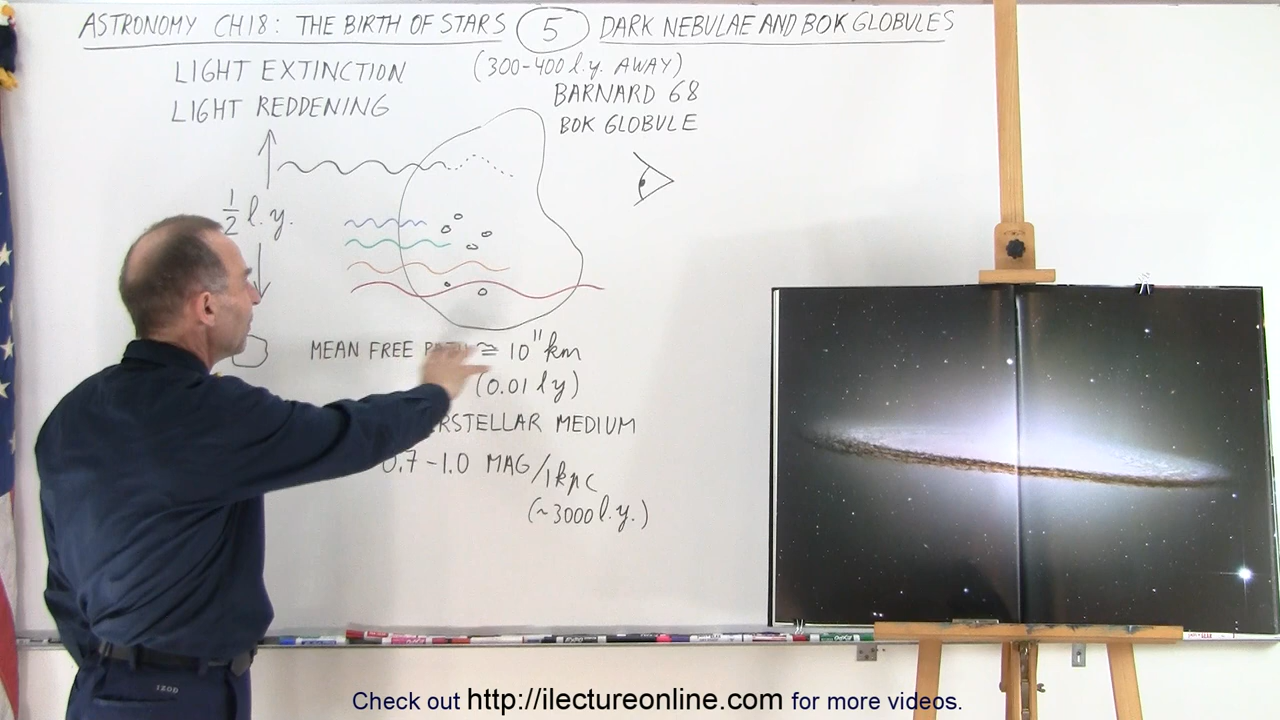 ASTRONOMY CH18: THE BIRTH OF STARS 5 DARK NEBULAE AND BOK GLOBULES
LIGHT EXTINCTION
LIGHT REDDENING
(300-400 l.y. AWAY)
BARNARD 68
BOK GLOBULE
1/2 l.y.
MEAN FREE ≅ 10" km
(0.01 ly)
MEDIUM
0.7-1.0 MAG/1kpc
(~3000 l.y.)
IZOD
Check out http://ilectureonline.com for more videos.